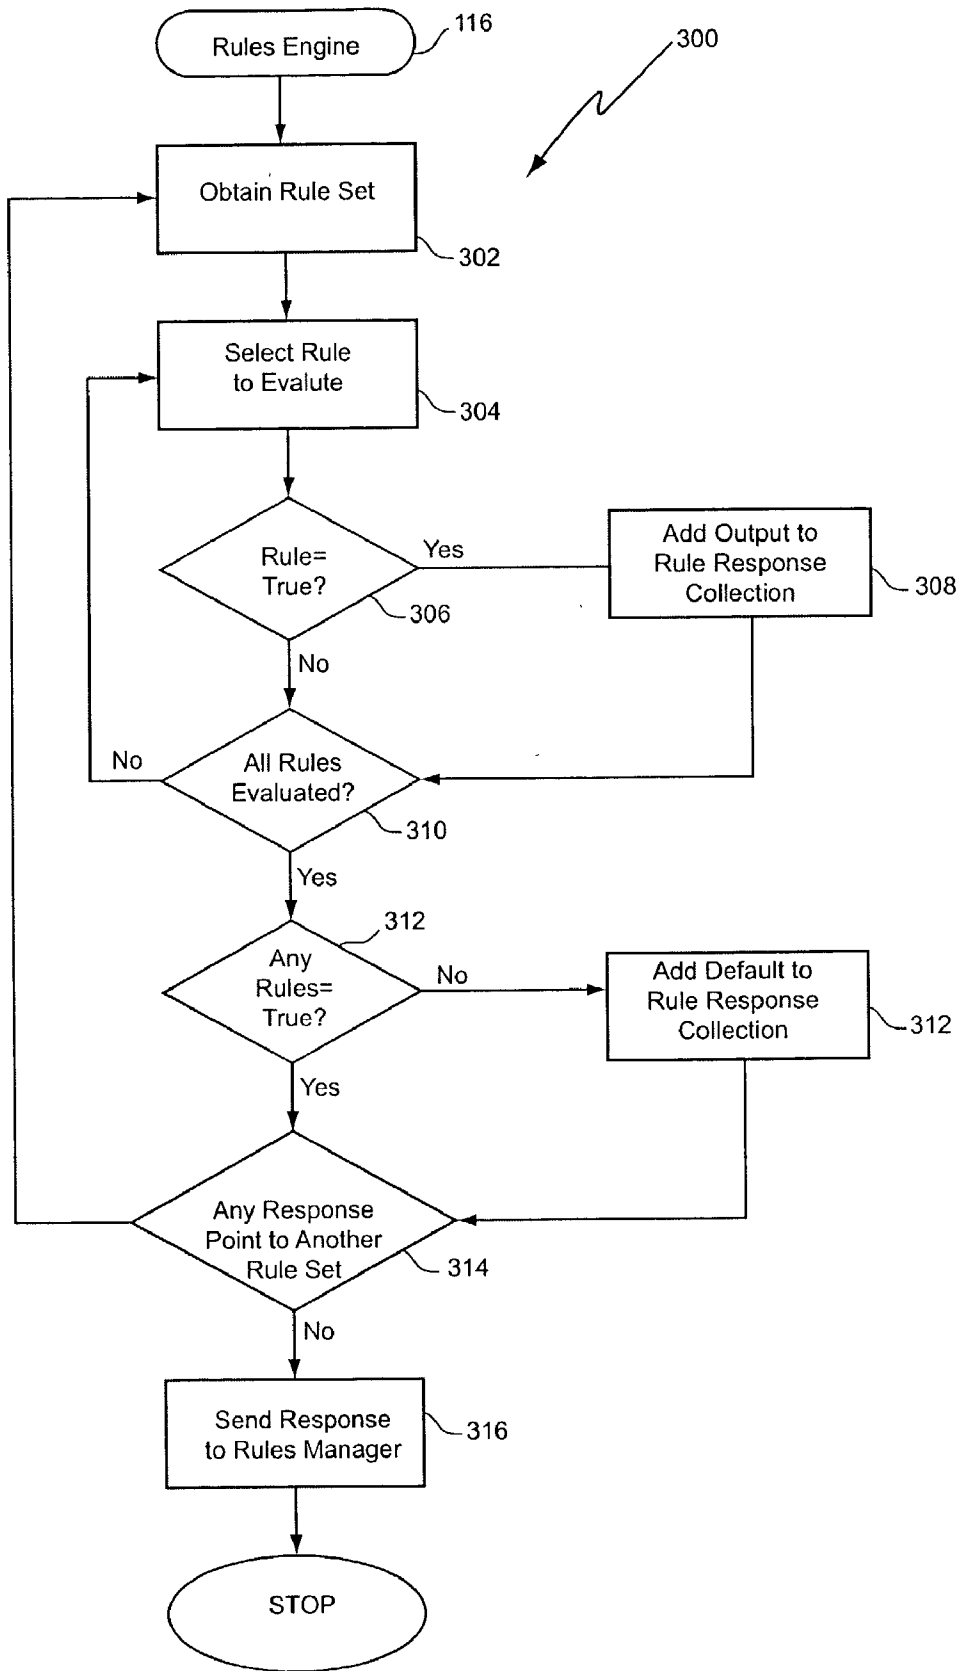 Rules Engine
116
300
Obtain Rule Set
302
Select Rule
to Evalute
304
Rule=
True?
306
Yes
Add Output to
Rule Response
Collection
308
No
All Rules
Evaluated?
310
No
Yes
312
Any
Rules=
True?
No
Add Default to
Rule Response
Collection
312
Yes
Any Response
Point to Another
Rule Set
314
No
Send Response
to Rules Manager
316
STOP